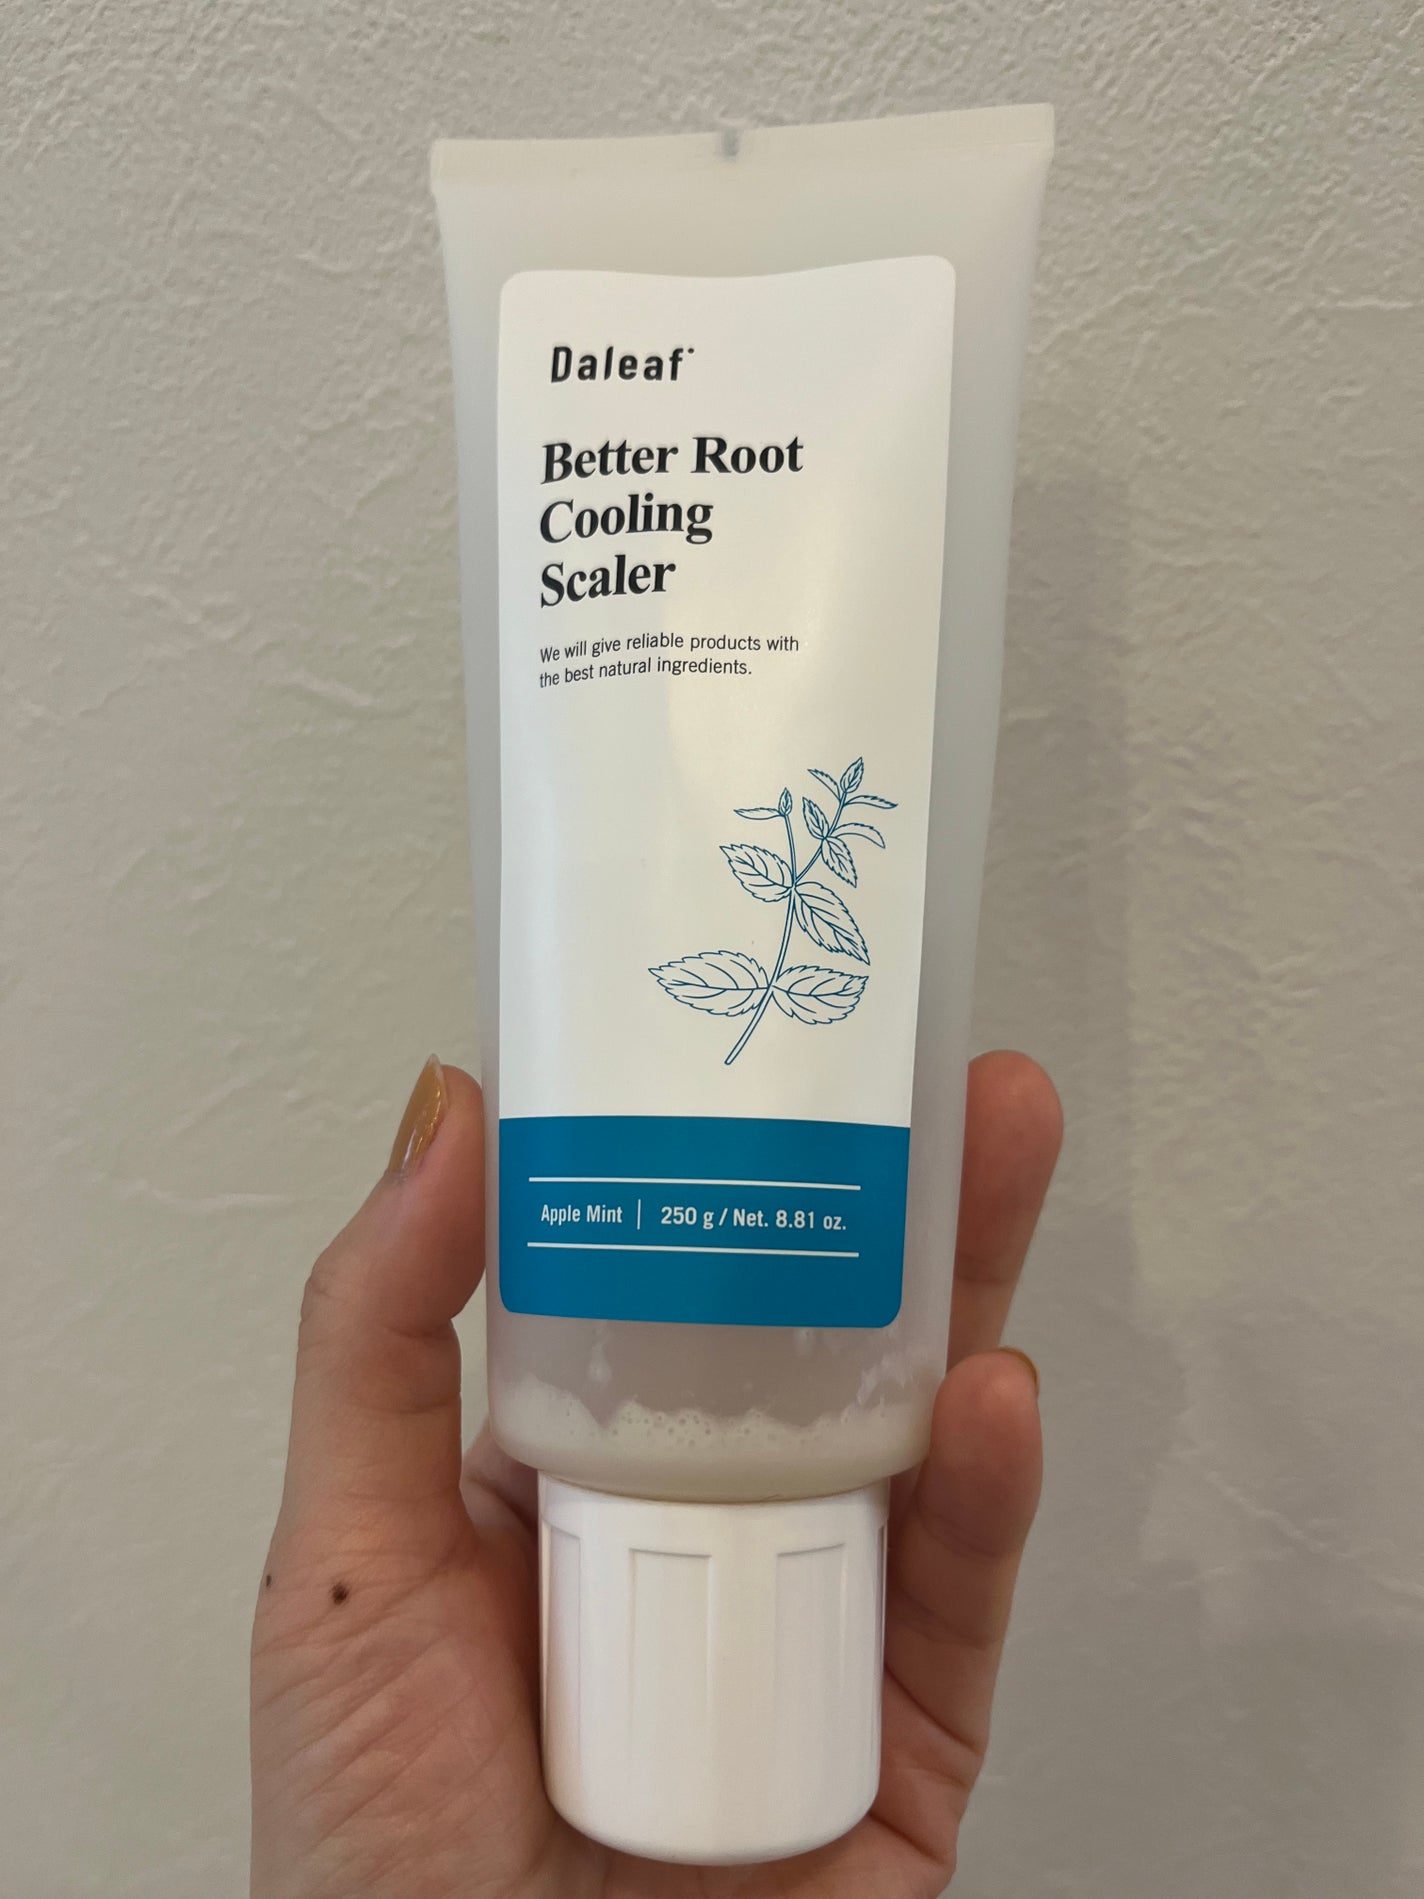 Daleaf
Better Root
Cooling
Scaler
We will give reliable products with
the best natural ingredients.
Apple Mint | 250 g / Net. 8.81 oz.